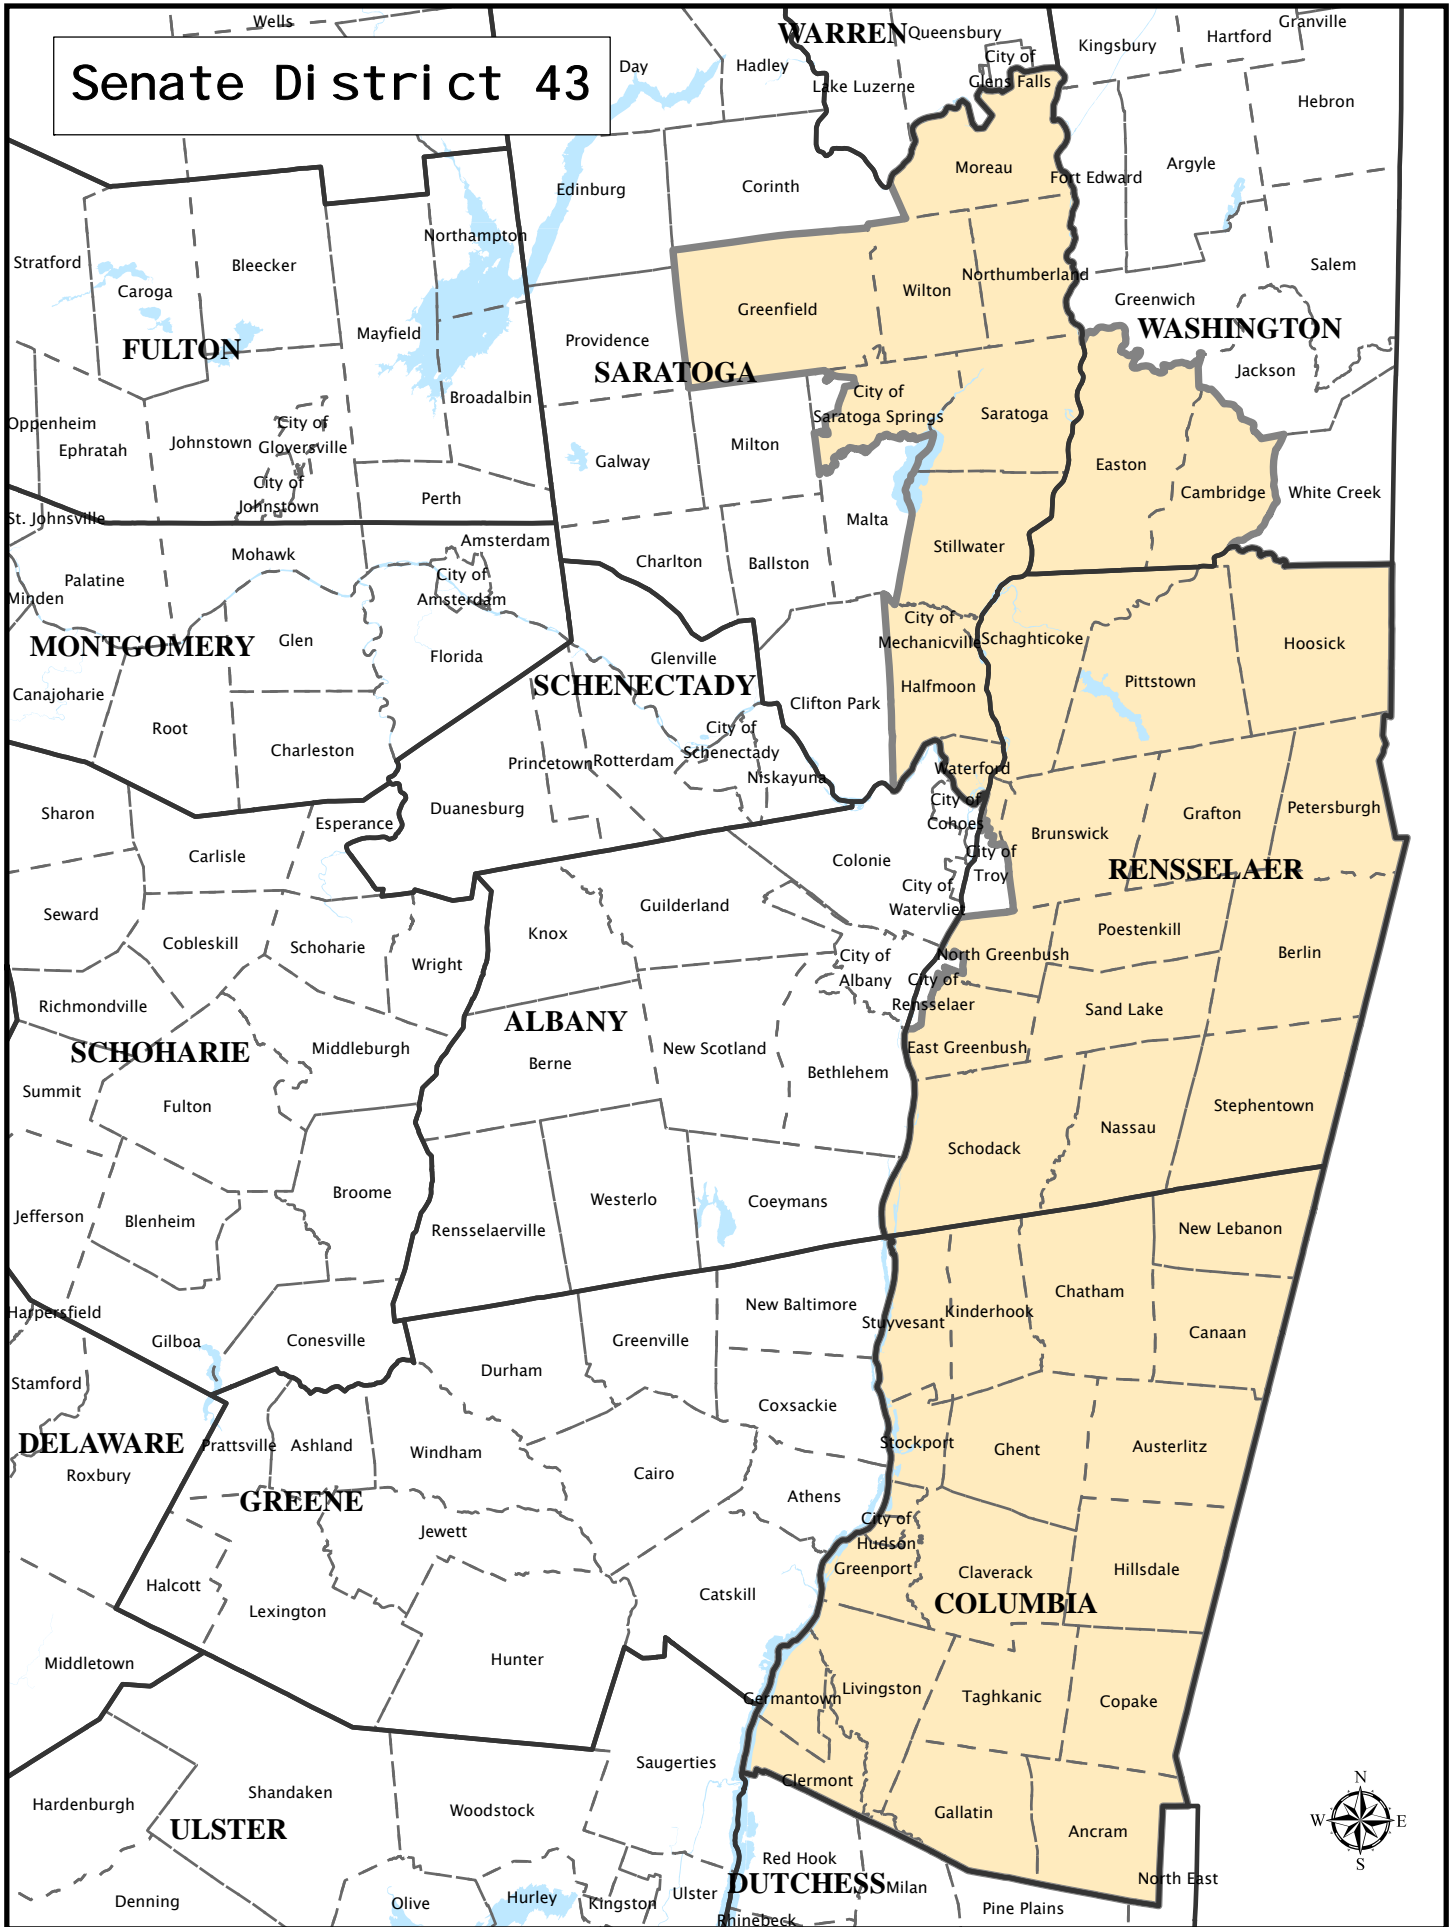 Senate District 43
Wells
WARREN
Queensbury
Granville
Hartford
Kingsbury
City of
Glens Falls
Day
Hadley
Lake Luzerne
Hebron
Moreau
Fort Edward
Argyle
Edinburg
Corinth
Northampton
Stratford
Bleecker
Caroga
Salem
Northumberland
Wilton
Greenfield
Greenwich
WASHINGTON
FULTON
Mayfield
Providence
SARATOGA
Jackson
Broadalbin
City of
Saratoga Springs
Saratoga
Oppenheim
Ephratah
Johnstown
City of
Gloversville
Milton
Galway
Easton
City of
Johnstown
Perth
Cambridge
White Creek
St. Johnsville
Malta
Mohawk
Amsterdam
Stillwater
Charlton
Ballston
Palatine
City of
Amsterdam
Minden
MONTGOMERY
Glen
Florida
City of
Mechanicville
Schaghticoke
Hoosick
Glenville
SCHENECTADY
Halfmoon
Pittstown
Canajoharie
Root
Charleston
Clifton Park
City of
Schenectady
Princetown
Rotterdam
Niskayuna
Waterford
Sharon
Esperance
Duanesburg
City of
Cohoes
Brunswick
Grafton
Petersburgh
Carlisle
Colonie
City of
Troy
RENSSELAER
City of
Watervliet
Seward
Guilderland
Cobleskill
Schoharie
Knox
Wright
Poestenkill
Berlin
North Greenbush
City of
Albany
City of
Rensselaer
Richmondville
Sand Lake
ALBANY
SCHOHARIE
Middleburgh
Berne
New Scotland
Bethlehem
East Greenbush
Summit
Fulton
Stephentown
Nassau
Schodack
Broome
Westerlo
Coeymans
Jefferson
Blenheim
Rensselaerville
New Lebanon
Chatham
Harpersfield
Gilboa
Conesville
Greenville
New Baltimore
Stuyvesant
Kinderhook
Canaan
Stamford
Durham
Coxsackie
DELAWARE
Roxbury
Prattsville
Ashland
Windham
Cairo
Stockport
Ghent
Austerlitz
GREENE
Athens
Jewett
City of
Hudson
Greenport
Claverack
Hillsdale
Halcott
Lexington
Catskill
COLUMBIA
Middletown
Hunter
Germantown
Livingston
Taghkanic
Copake
Saugerties
Clermont
Hardenburgh
Shandaken
Woodstock
ULSTER
Gallatin
Ancram
N
W
E
S
Red Hook
DUTCHESS
Milan
North East
Denning
Olive
Hurley
Kingston
Ulster
Rhinebeck
Pine Plains